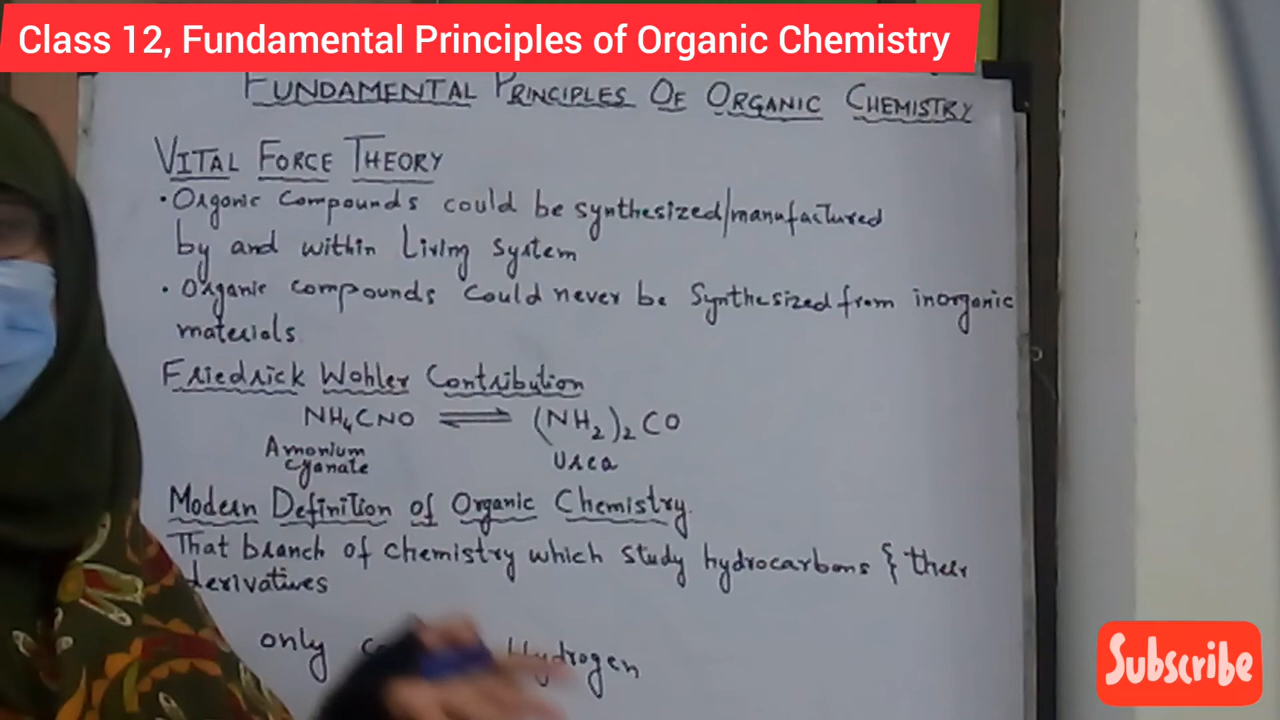 Class 12, Fundamental Principles of Organic Chemistry
FUNDAMENTAL PRINCIPLES OF ORGANIC CHEMISTRY
VITAL FORCE THEORY
• Organic Compounds could be synthesized/manufactured
by and within Living system
• Organic compounds could never be Synthesized from inorganic
materials
Friedrick Wohler Contribution
NH₄CNO ⇌ (NH₂)₂CO
Amonium
cyanate
Urea
Modern Definition of Organic Chemistry.
That branch of chemistry which study hydrocarbons & their
derivatives
only Hydrogen
Subscribe